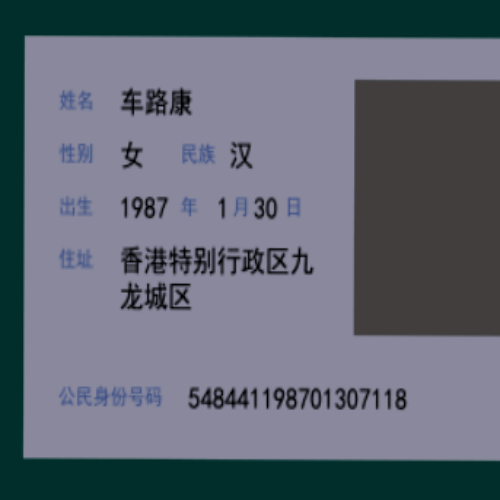 姓名 车路康
性别 女 民族 汉
出生 1987 年 1 月 30 日
住址 香港特别行政区九
龙城区
公民身份号码 548441198701307118